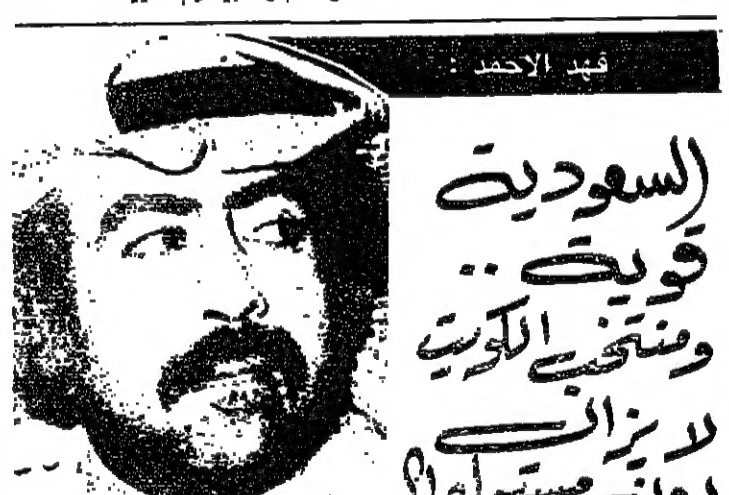 فهد الاحمد :
السعودية
قوية ..
ومنتخب الكويت
لا يزال